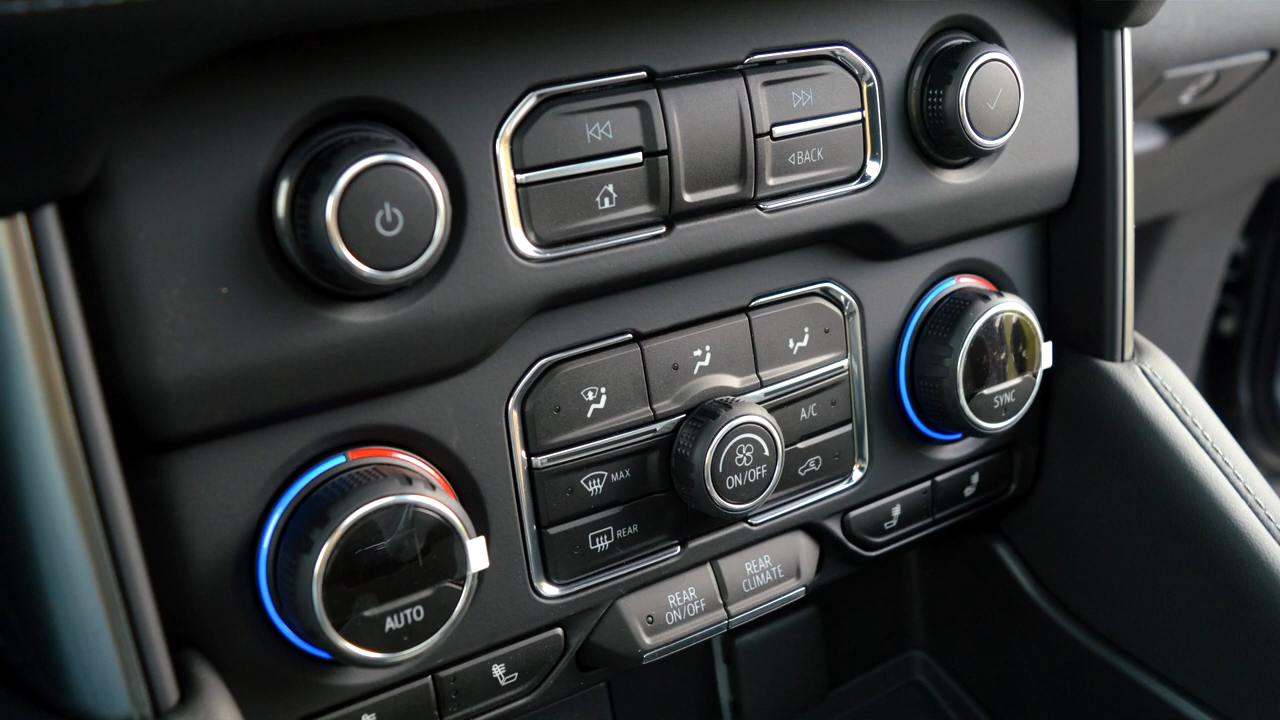 BACK
A/C
SYNC
ON/OFF
MAX
REAR
AUTO
REAR
ON/OFF
REAR
CLIMATE